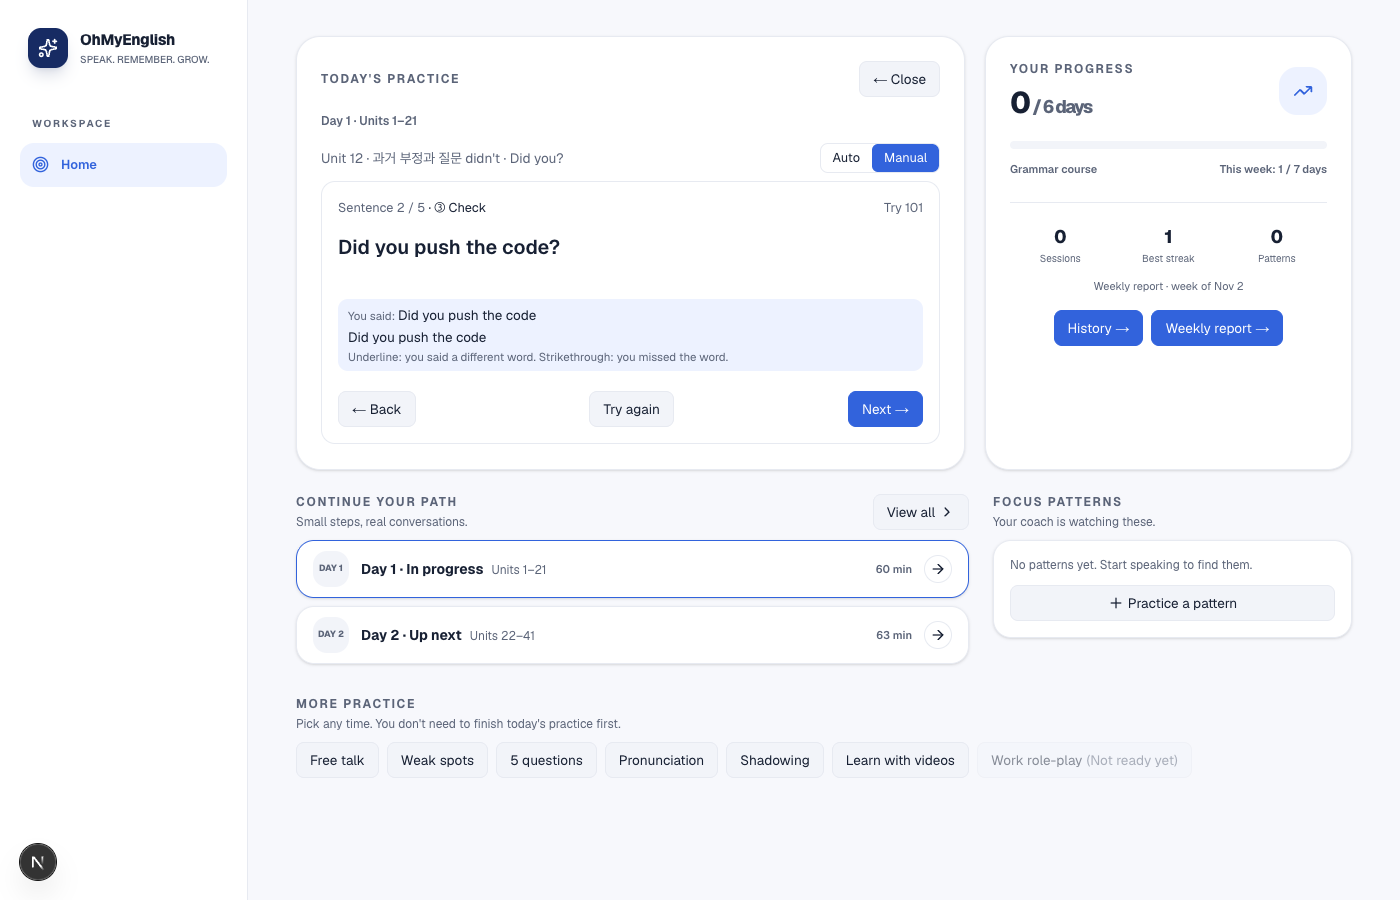 OhMyEnglish
SPEAK. REMEMBER. GROW.
WORKSPACE
Home
TODAY'S PRACTICE
← Close
Day 1 · Units 1–21
Unit 12 · 과거 부정과 질문 didn't · Did you?
Auto
Manual
Sentence 2 / 5 · ③ Check
Try 101
Did you push the code?
You said: Did you push the code
Did you push the code
Underline: you said a different word. Strikethrough: you missed the word.
← Back
Try again
Next →
YOUR PROGRESS
0 / 6 days
Grammar course
This week: 1 / 7 days
0
Sessions
1
Best streak
0
Patterns
Weekly report · week of Nov 2
History →
Weekly report →
CONTINUE YOUR PATH
Small steps, real conversations.
View all
DAY 1
Day 1 · In progress Units 1–21
60 min
DAY 2
Day 2 · Up next Units 22–41
63 min
FOCUS PATTERNS
Your coach is watching these.
No patterns yet. Start speaking to find them.
+ Practice a pattern
MORE PRACTICE
Pick any time. You don't need to finish today's practice first.
Free talk
Weak spots
5 questions
Pronunciation
Shadowing
Learn with videos
Work role-play (Not ready yet)
N